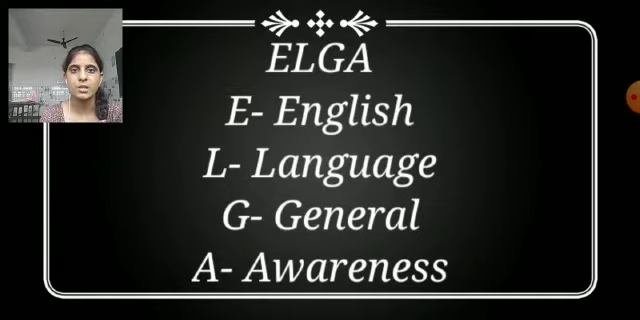 ELGA
E- English
L- Language
G- General
A- Awareness